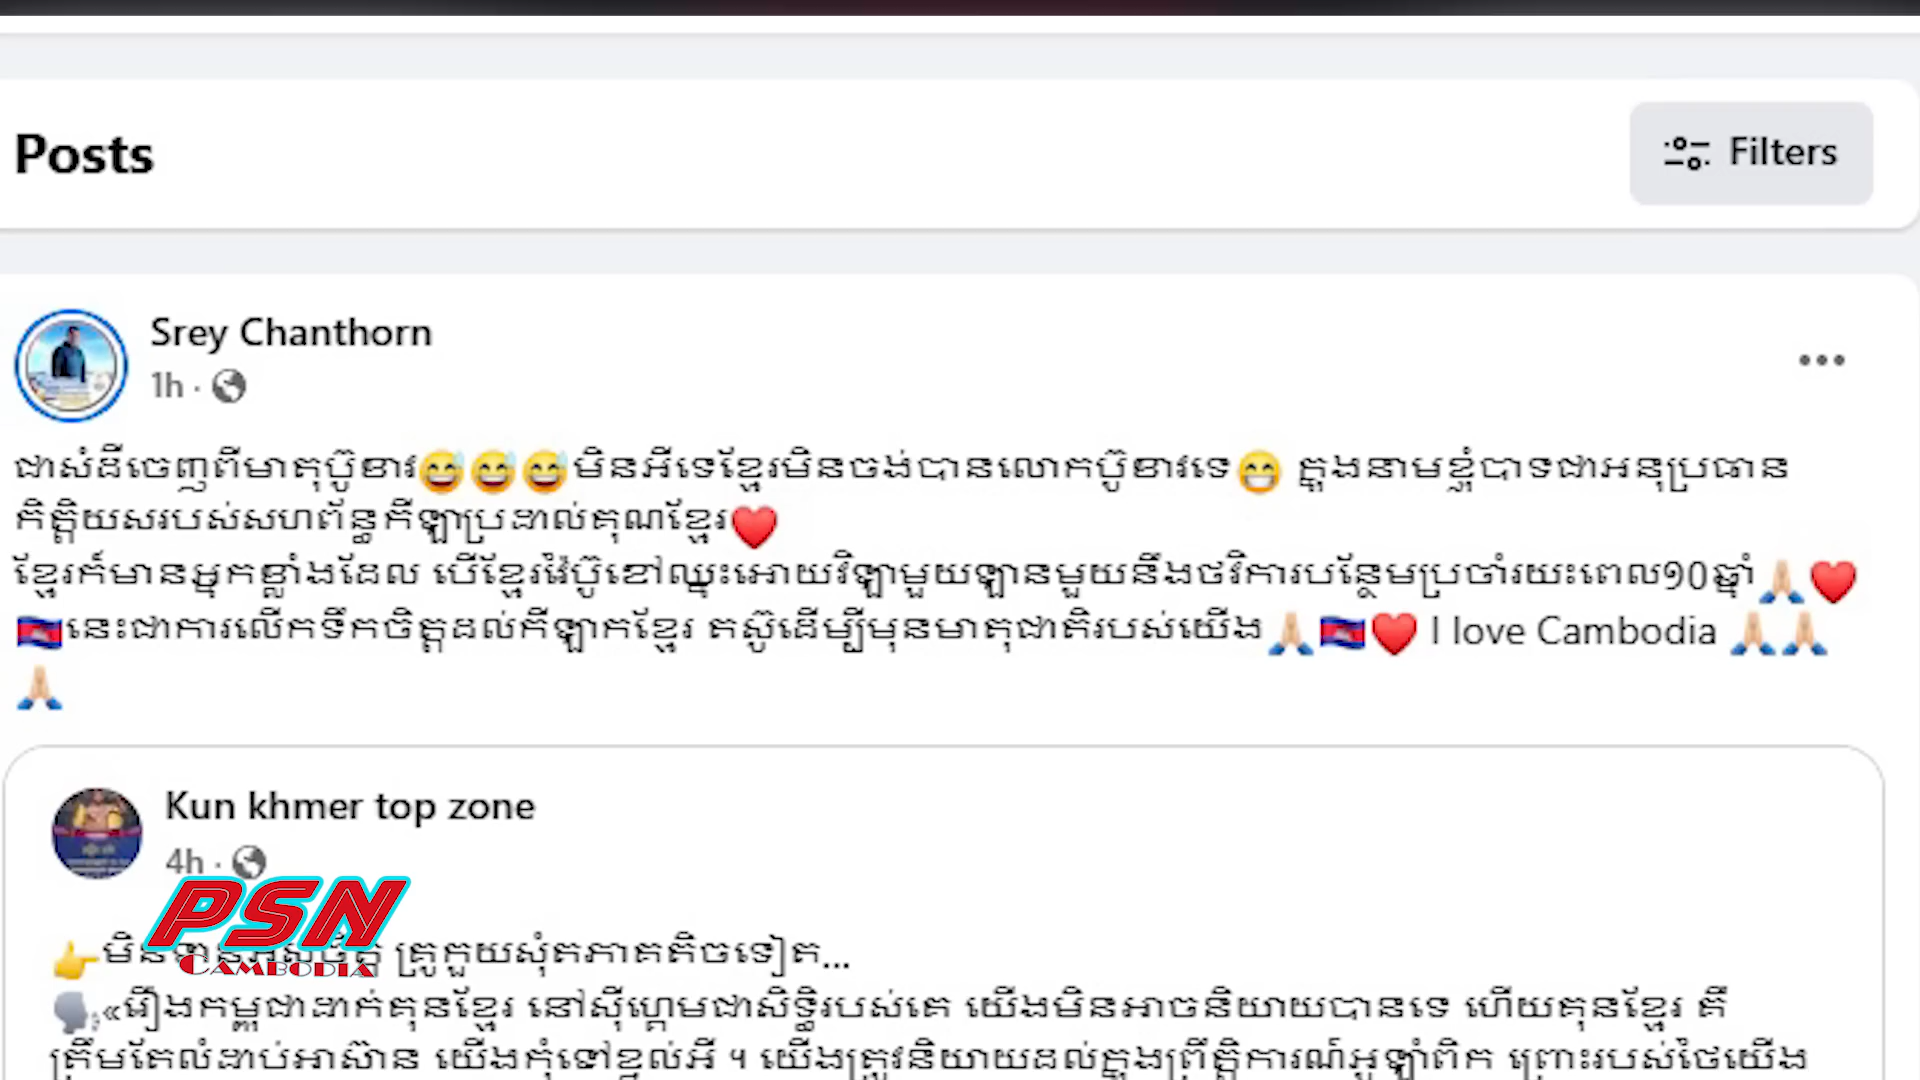 Posts
Filters
Srey Chanthorn
1h ·
ជាសំដីចេញពីមាត់ប៊ូខាវ😅😅😅មិនអីទេខ្មែរមិនចង់បានលោកប៊ូខាវទេ😁 ក្នុងនាមខ្ញុំបាទជាអនុប្រធាន
កិត្តិយសរបស់សហព័ន្ធកីឡាប្រដាល់គុណខ្មែរ❤️
ខ្មែរក៍មានអ្នកខ្លាំងដែល បើខ្មែរវ៉ៃប៊ូខៅឈ្នះអោយវិឡាមួយឡានមួយនឹងថវិការបន្ថែមប្រចាំរយះពេល១0ឆ្នាំ🙏🏻❤️
🇰🇭នេះជាការលើកទឹកចិត្តដល់កីឡាកខ្មែរ តស៊ូដើម្បីមុនមាតុជាតិរបស់យើង🙏🏻🇰🇭❤️ I love Cambodia 🙏🏻🙏🏻
🙏🏻
Kun khmer top zone
4h ·
PSN
CAMBODIA
👉មិនទាន់អស់ចិត្ត គ្រូកួយសុំតភាគតិចទៀត...
🗣️«រឿងកម្ពុជាដាក់គុនខ្មែរ នៅស៊ីហ្គេមជាសិទ្ធិរបស់គេ យើងមិនអាចនិយាយបានទេ ហើយគុនខ្មែរ គឺ
ត្រឹមតែលំដាប់អាស៊ាន យើងកុំទៅខ្វល់អី ។ យើងត្រូវនិយាយដល់ក្នុងព្រឹត្តិការណ៍អូឡាំពិក ព្រោះរបស់ថៃយើង